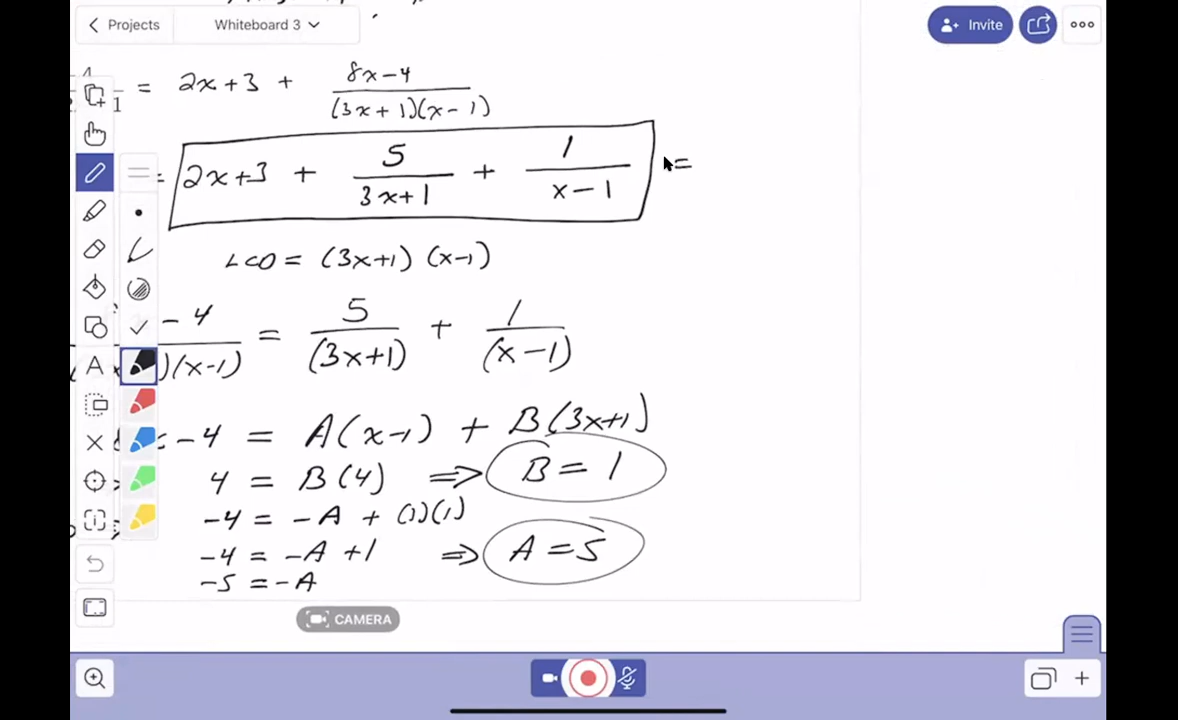 Projects Whiteboard 3 Invite
= 2x+3 + 8x-4
1 (3x+1)(x-1)
= 2x+3 + 5/3x+1 + 1/x-1 =
LCD = (3x+1) (x-1)
-4/)(x-1) = 5/(3x+1) + 1/(x-1)
-4 = A(x-1) + B(3x+1)
4 = B(4) => B = 1
-4 = -A + (1)(1)
-4 = -A +1 => A = 5
-5 = -A
CAMERA